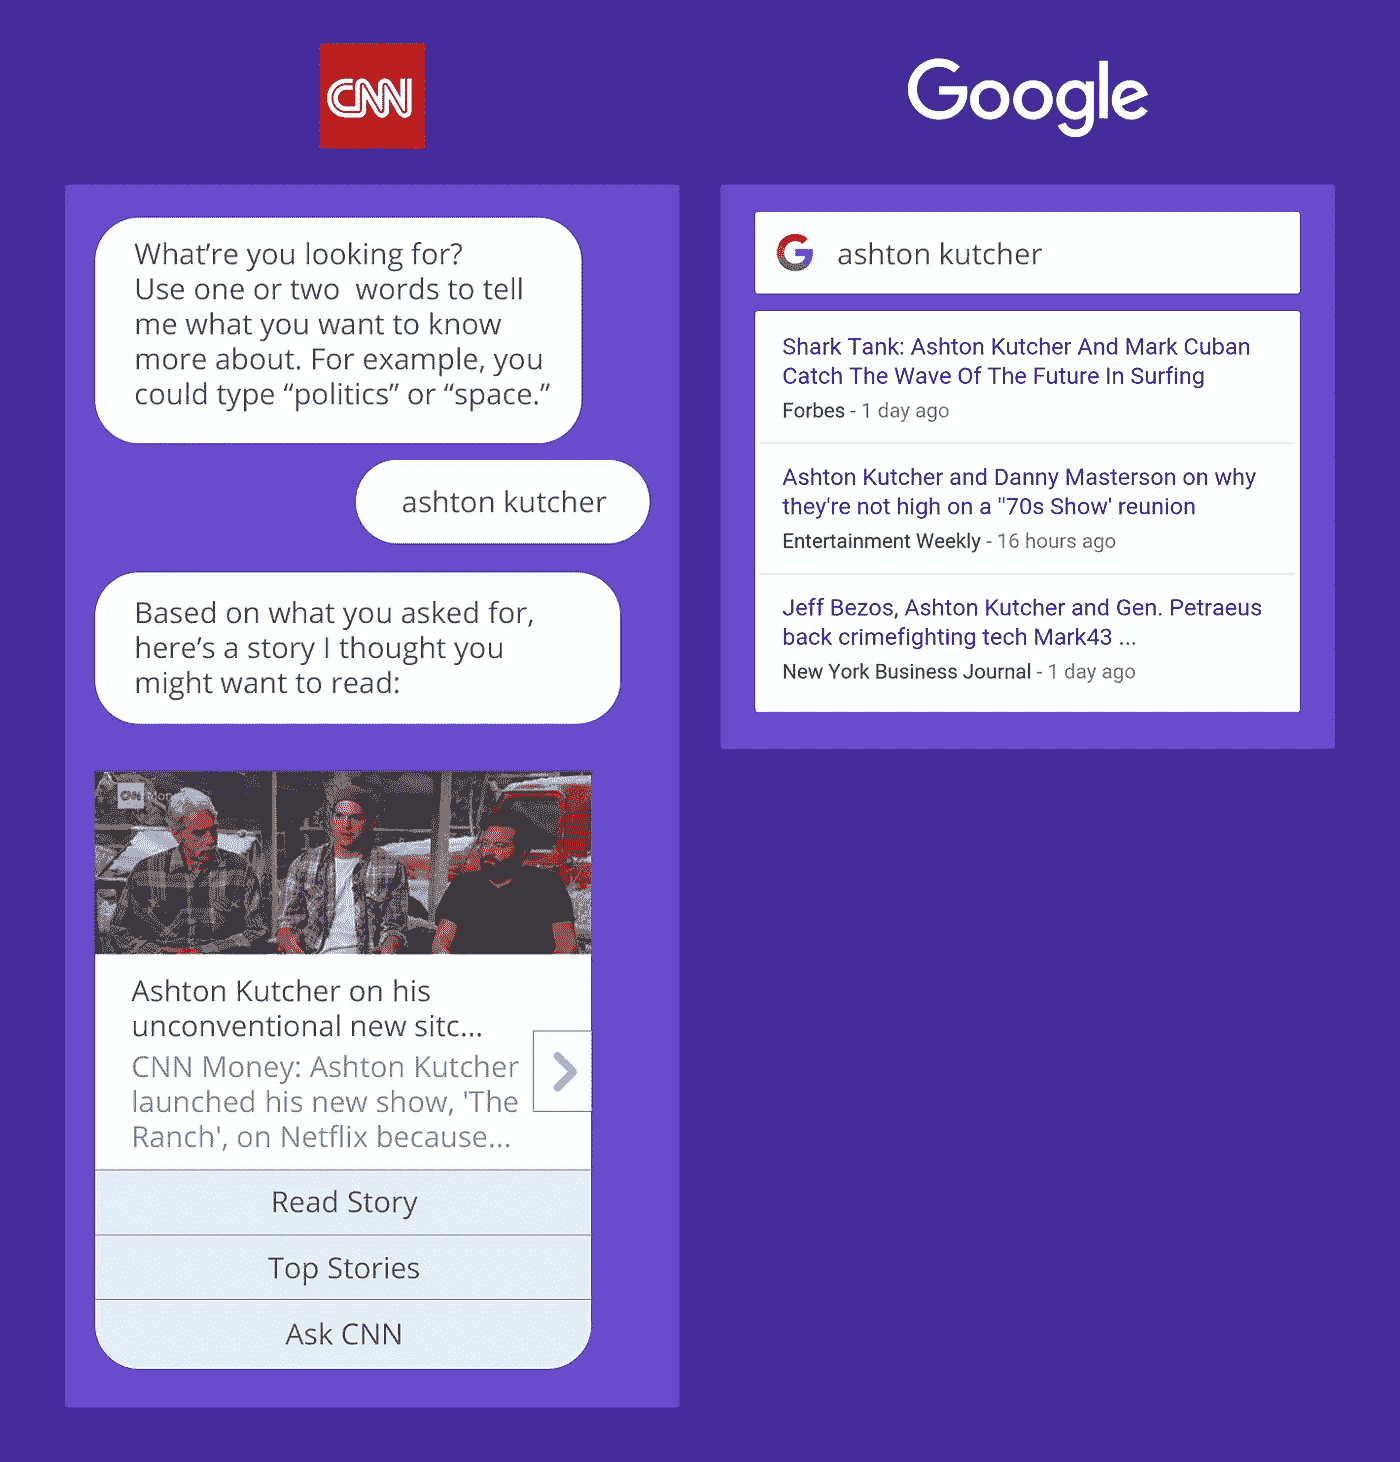 CNN
What’re you looking for?
Use one or two  words to tell
me what you want to know
more about. For example, you
could type “politics” or “space.”
ashton kutcher
Based on what you asked for,
here’s a story I thought you
might want to read:
CNN
Ashton Kutcher on his
unconventional new sitc...
CNN Money: Ashton Kutcher
launched his new show, 'The
Ranch', on Netflix because...
Read Story
Top Stories
Ask CNN
Google
G ashton kutcher
Shark Tank: Ashton Kutcher And Mark Cuban
Catch The Wave Of The Future In Surfing
Forbes - 1 day ago
Ashton Kutcher and Danny Masterson on why
they're not high on a "70s Show' reunion
Entertainment Weekly - 16 hours ago
Jeff Bezos, Ashton Kutcher and Gen. Petraeus
back crimefighting tech Mark43 ...
New York Business Journal - 1 day ago